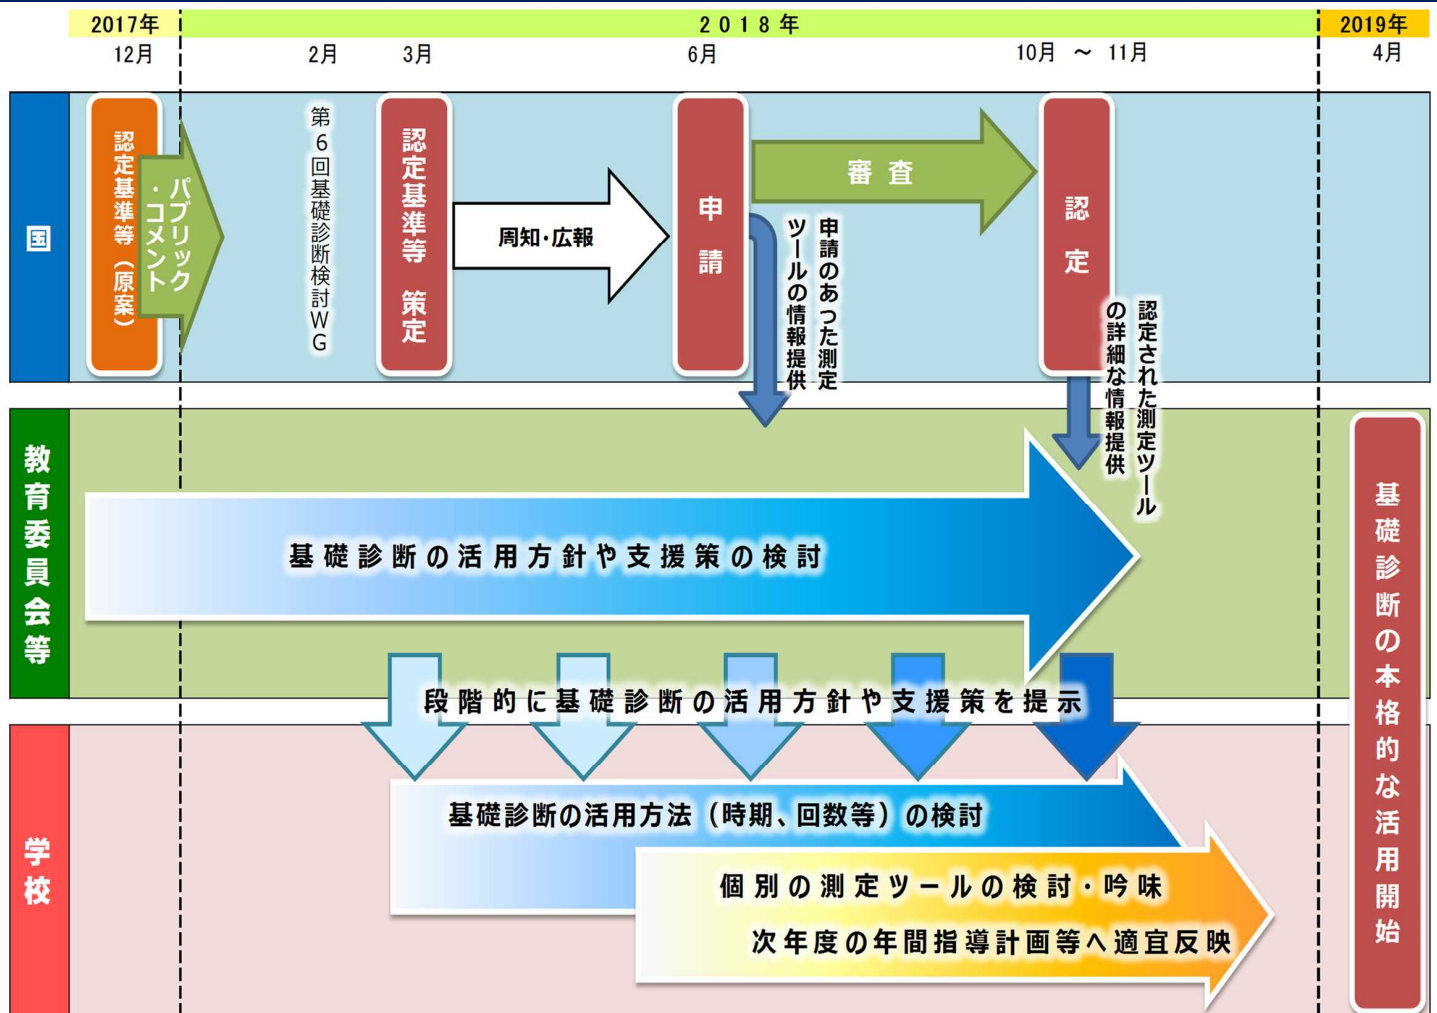 2017年
2018年
2019年
12月
2月
3月
6月
10月 ～ 11月
4月
国
認定基準等（原案）
パブリック
・コメント
第6回基礎診断検討WG
認定基準等 策定
周知･広報
申請
審査
申請のあった測定
ツールの情報提供
認定
認定された測定ツール
の詳細な情報提供
教育委員会等
基礎診断の活用方針や支援策の検討
段階的に基礎診断の活用方針や支援策を提示
基礎診断の本格的な活用開始
学校
基礎診断の活用方法（時期、回数等）の検討
個別の測定ツールの検討・吟味
次年度の年間指導計画等へ適宜反映